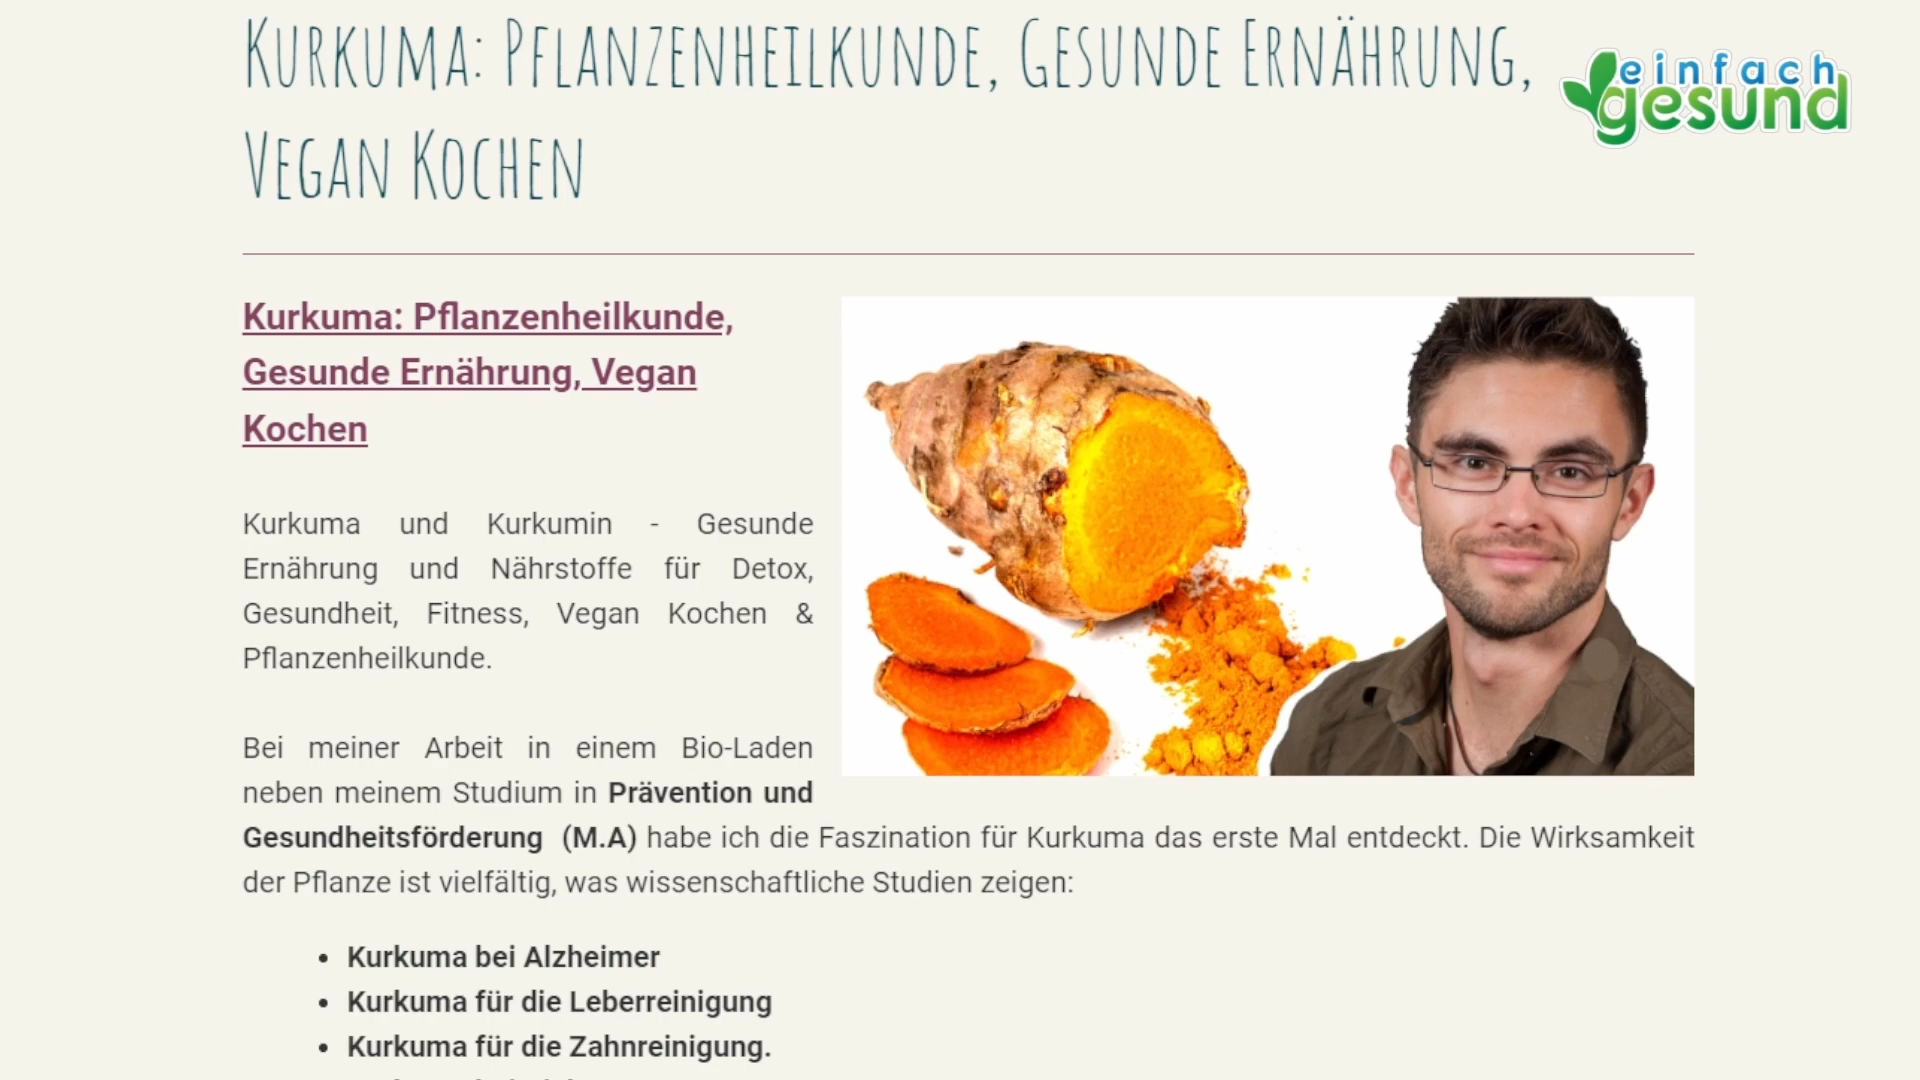 Kurkuma: Pflanzenheilkunde, Gesunde Ernährung,
Vegan Kochen
einfach
gesund
Kurkuma: Pflanzenheilkunde,
Gesunde Ernährung, Vegan
Kochen
Kurkuma und Kurkumin - Gesunde
Ernährung und Nährstoffe für Detox,
Gesundheit, Fitness, Vegan Kochen &
Pflanzenheilkunde.
Bei meiner Arbeit in einem Bio-Laden
neben meinem Studium in Prävention und
Gesundheitsförderung (M.A) habe ich die Faszination für Kurkuma das erste Mal entdeckt. Die Wirksamkeit
der Pflanze ist vielfältig, was wissenschaftliche Studien zeigen:
• Kurkuma bei Alzheimer
• Kurkuma für die Leberreinigung
• Kurkuma für die Zahnreinigung.